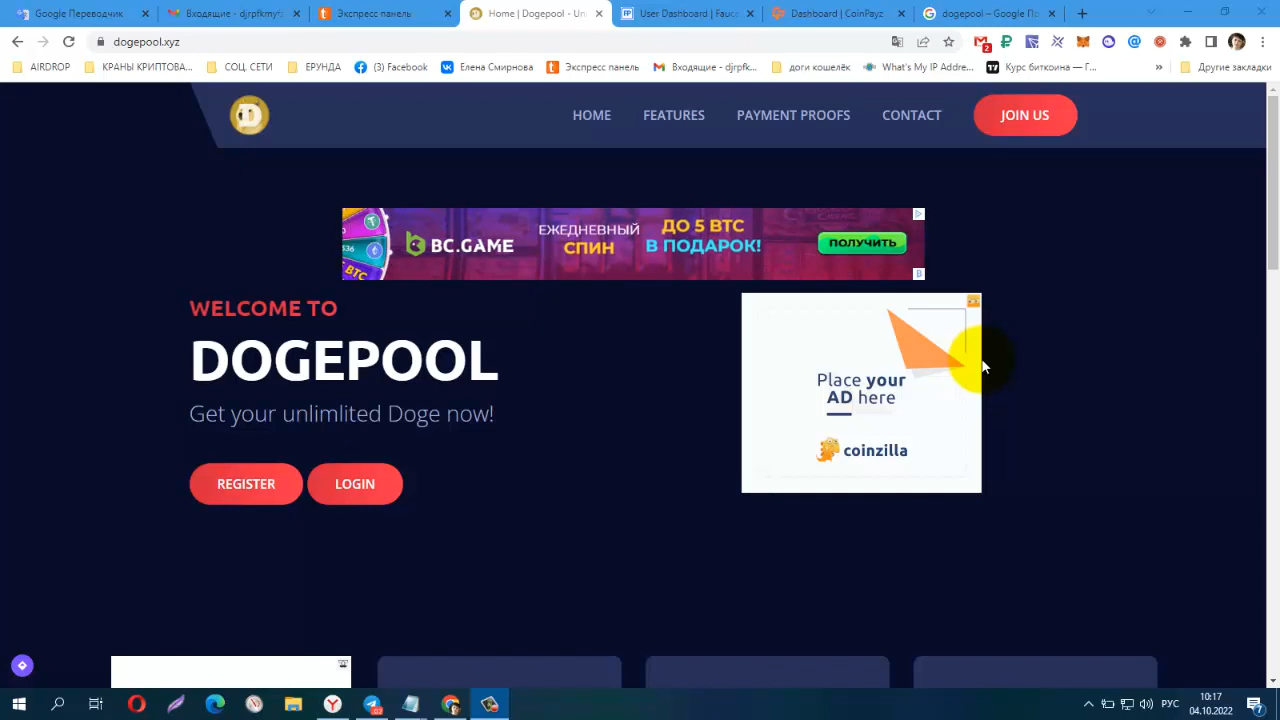 Google Переводчик
Входящие - djrpfkmyf
Экспресс панель
Home | Dogepool - Un
User Dashboard | Fauce
Dashboard | CoinPayz
dogepool – Google По
dogepool.xyz
2
AIRDROP
КРАНЫ КРИПТОВА...
СОЦ. СЕТИ
ЕРУНДА
(3) Facebook
Елена Смирнова
Экспресс панель
Входящие - djrpfk...
доги кошелёк
What's My IP Addre...
Курс биткоина — Г...
»
Другие закладки
HOME
FEATURES
PAYMENT PROOFS
CONTACT
JOIN US
BC.GAME
ЕЖЕДНЕВНЫЙ
СПИН
ДО 5 BTC
В ПОДАРОК!
ПОЛУЧИТЬ
WELCOME TO
DOGEPOOL
Get your unlimlited Doge now!
REGISTER
LOGIN
Place your
AD here
coinzilla
РУС
10:17
04.10.2022